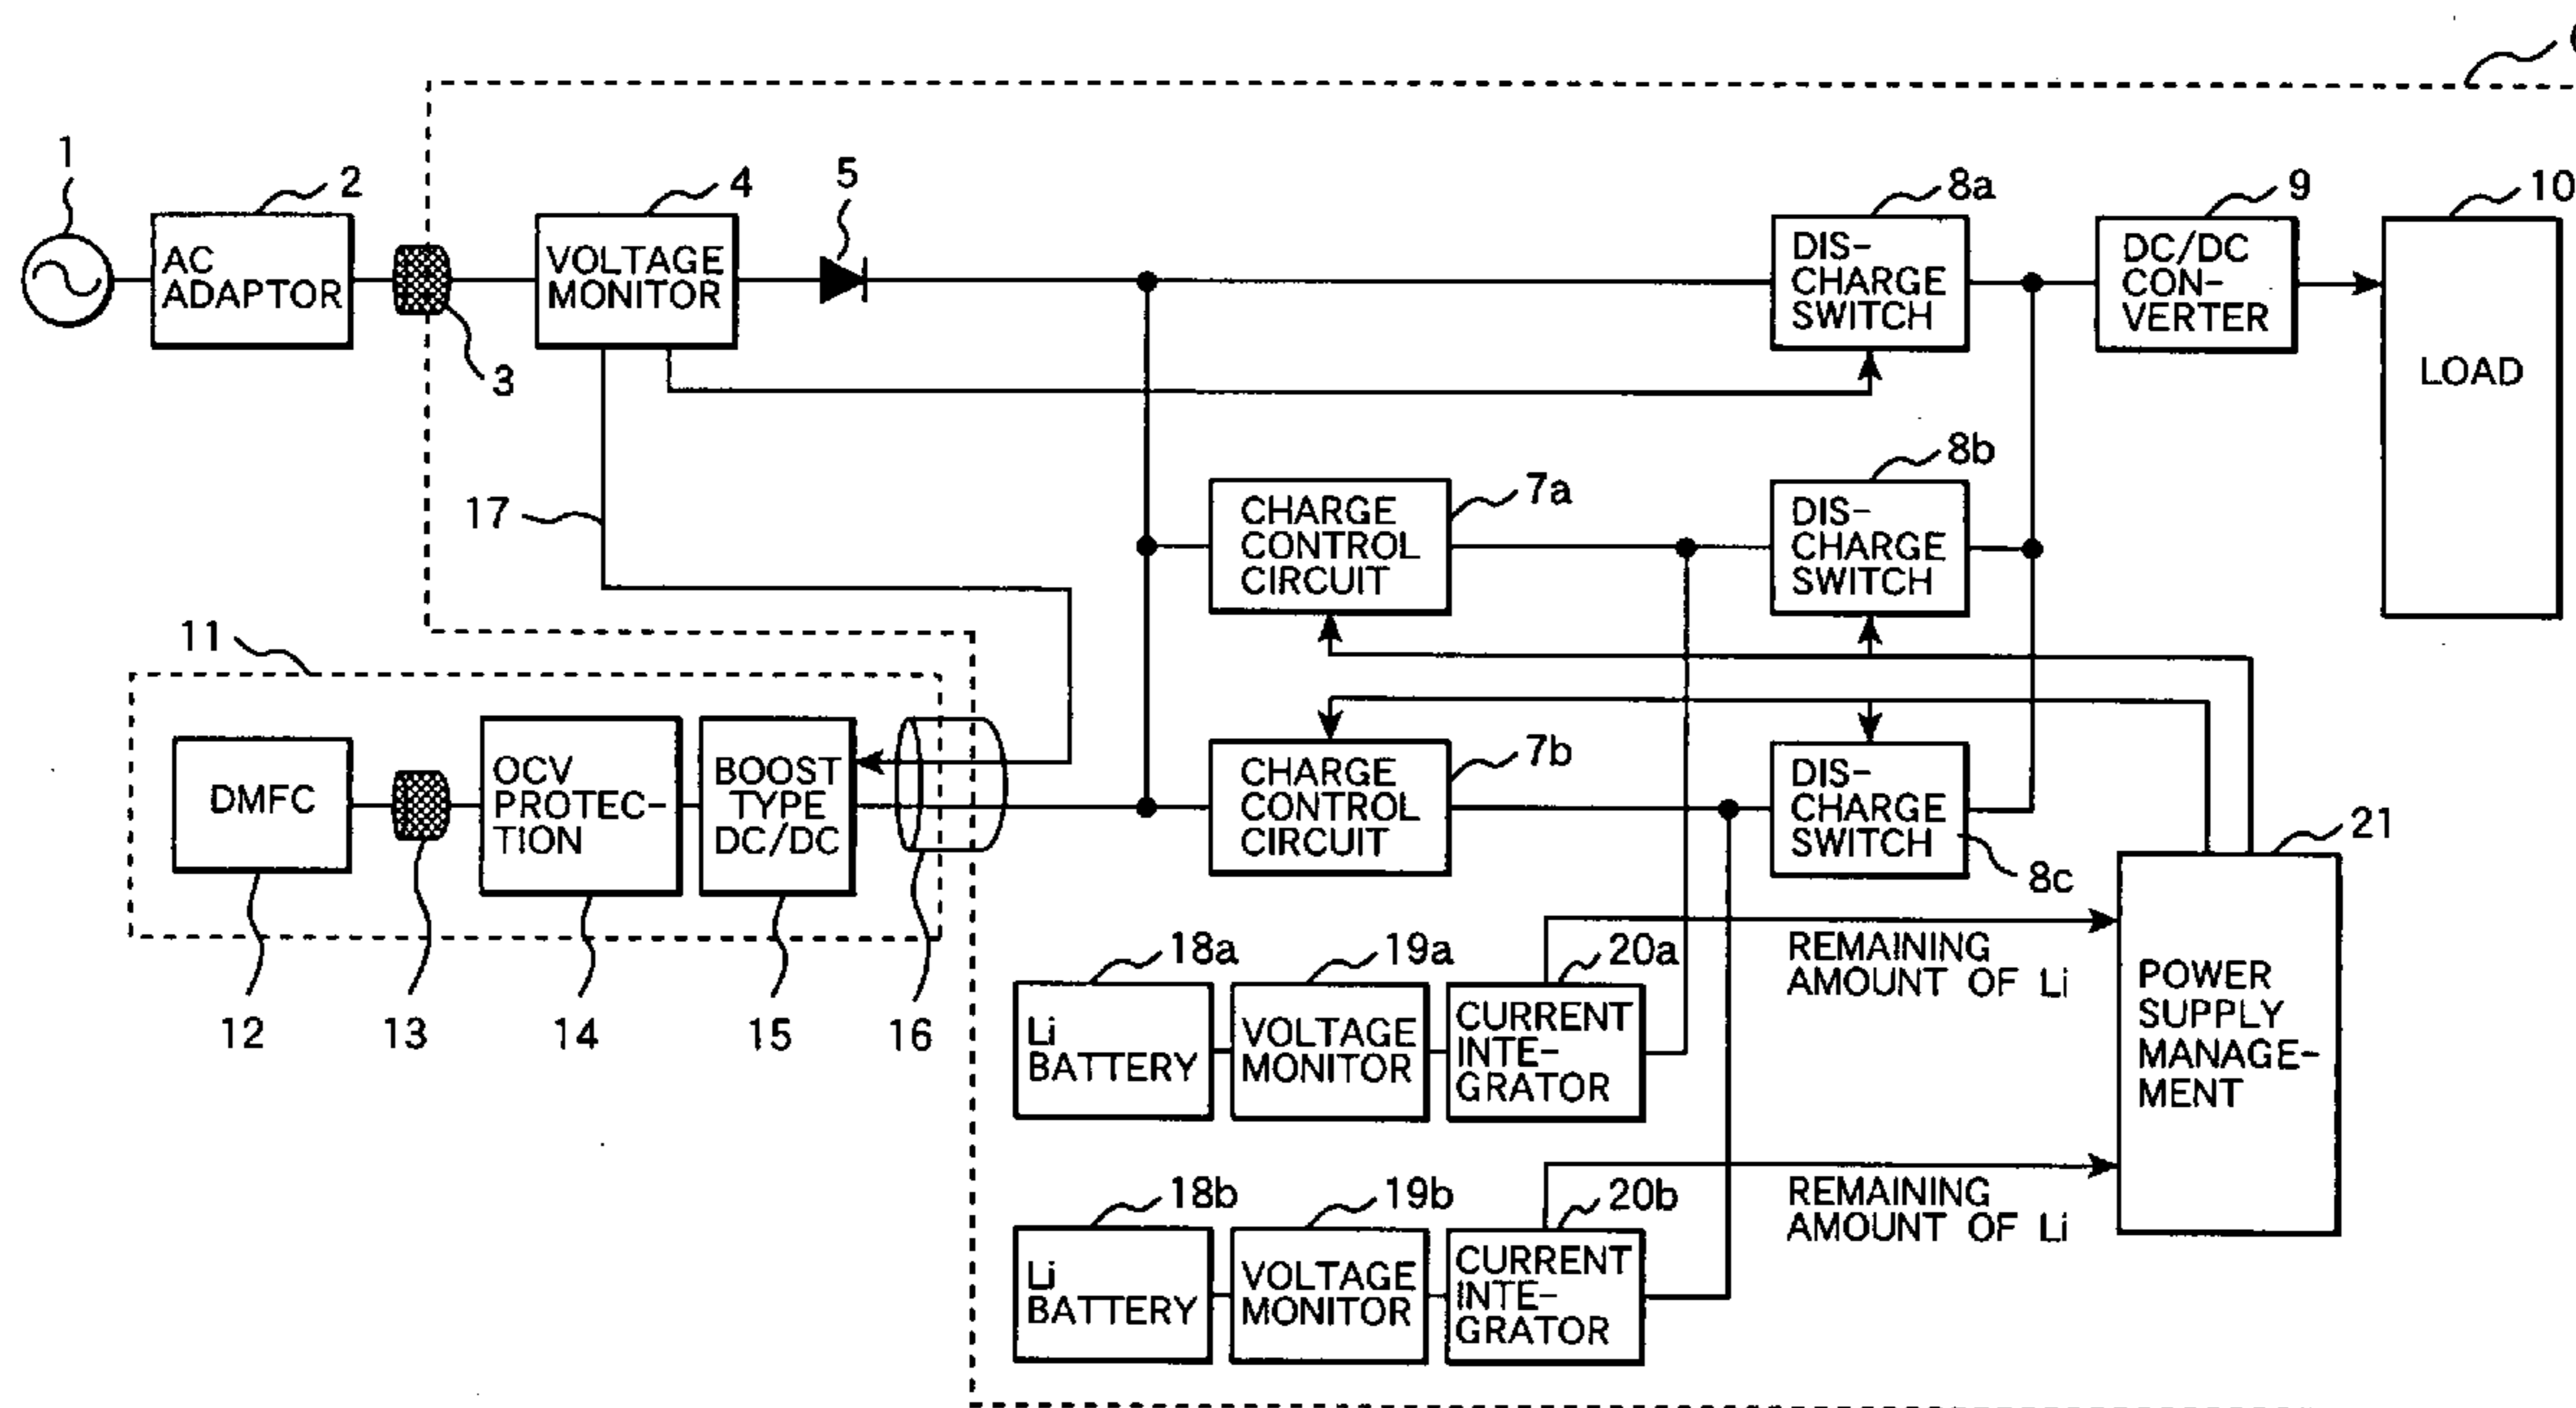 1
2
4
5
8a
9
10
AC
ADAPTOR
VOLTAGE
MONITOR
DIS-
CHARGE
SWITCH
DC/DC
CON-
VERTER
LOAD
3
17
7a
8b
CHARGE
CONTROL
CIRCUIT
DIS-
CHARGE
SWITCH
11
DMFC
OCV
PROTEC-
TION
BOOST
TYPE
DC/DC
CHARGE
CONTROL
CIRCUIT
7b
DIS-
CHARGE
SWITCH
8c
21
12
13
14
15
16
18a
19a
20a
REMAINING
AMOUNT OF Li
Li
BATTERY
VOLTAGE
MONITOR
CURRENT
INTE-
GRATOR
POWER
SUPPLY
MANAGE-
MENT
18b
19b
20b
REMAINING
AMOUNT OF Li
Li
BATTERY
VOLTAGE
MONITOR
CURRENT
INTE-
GRATOR